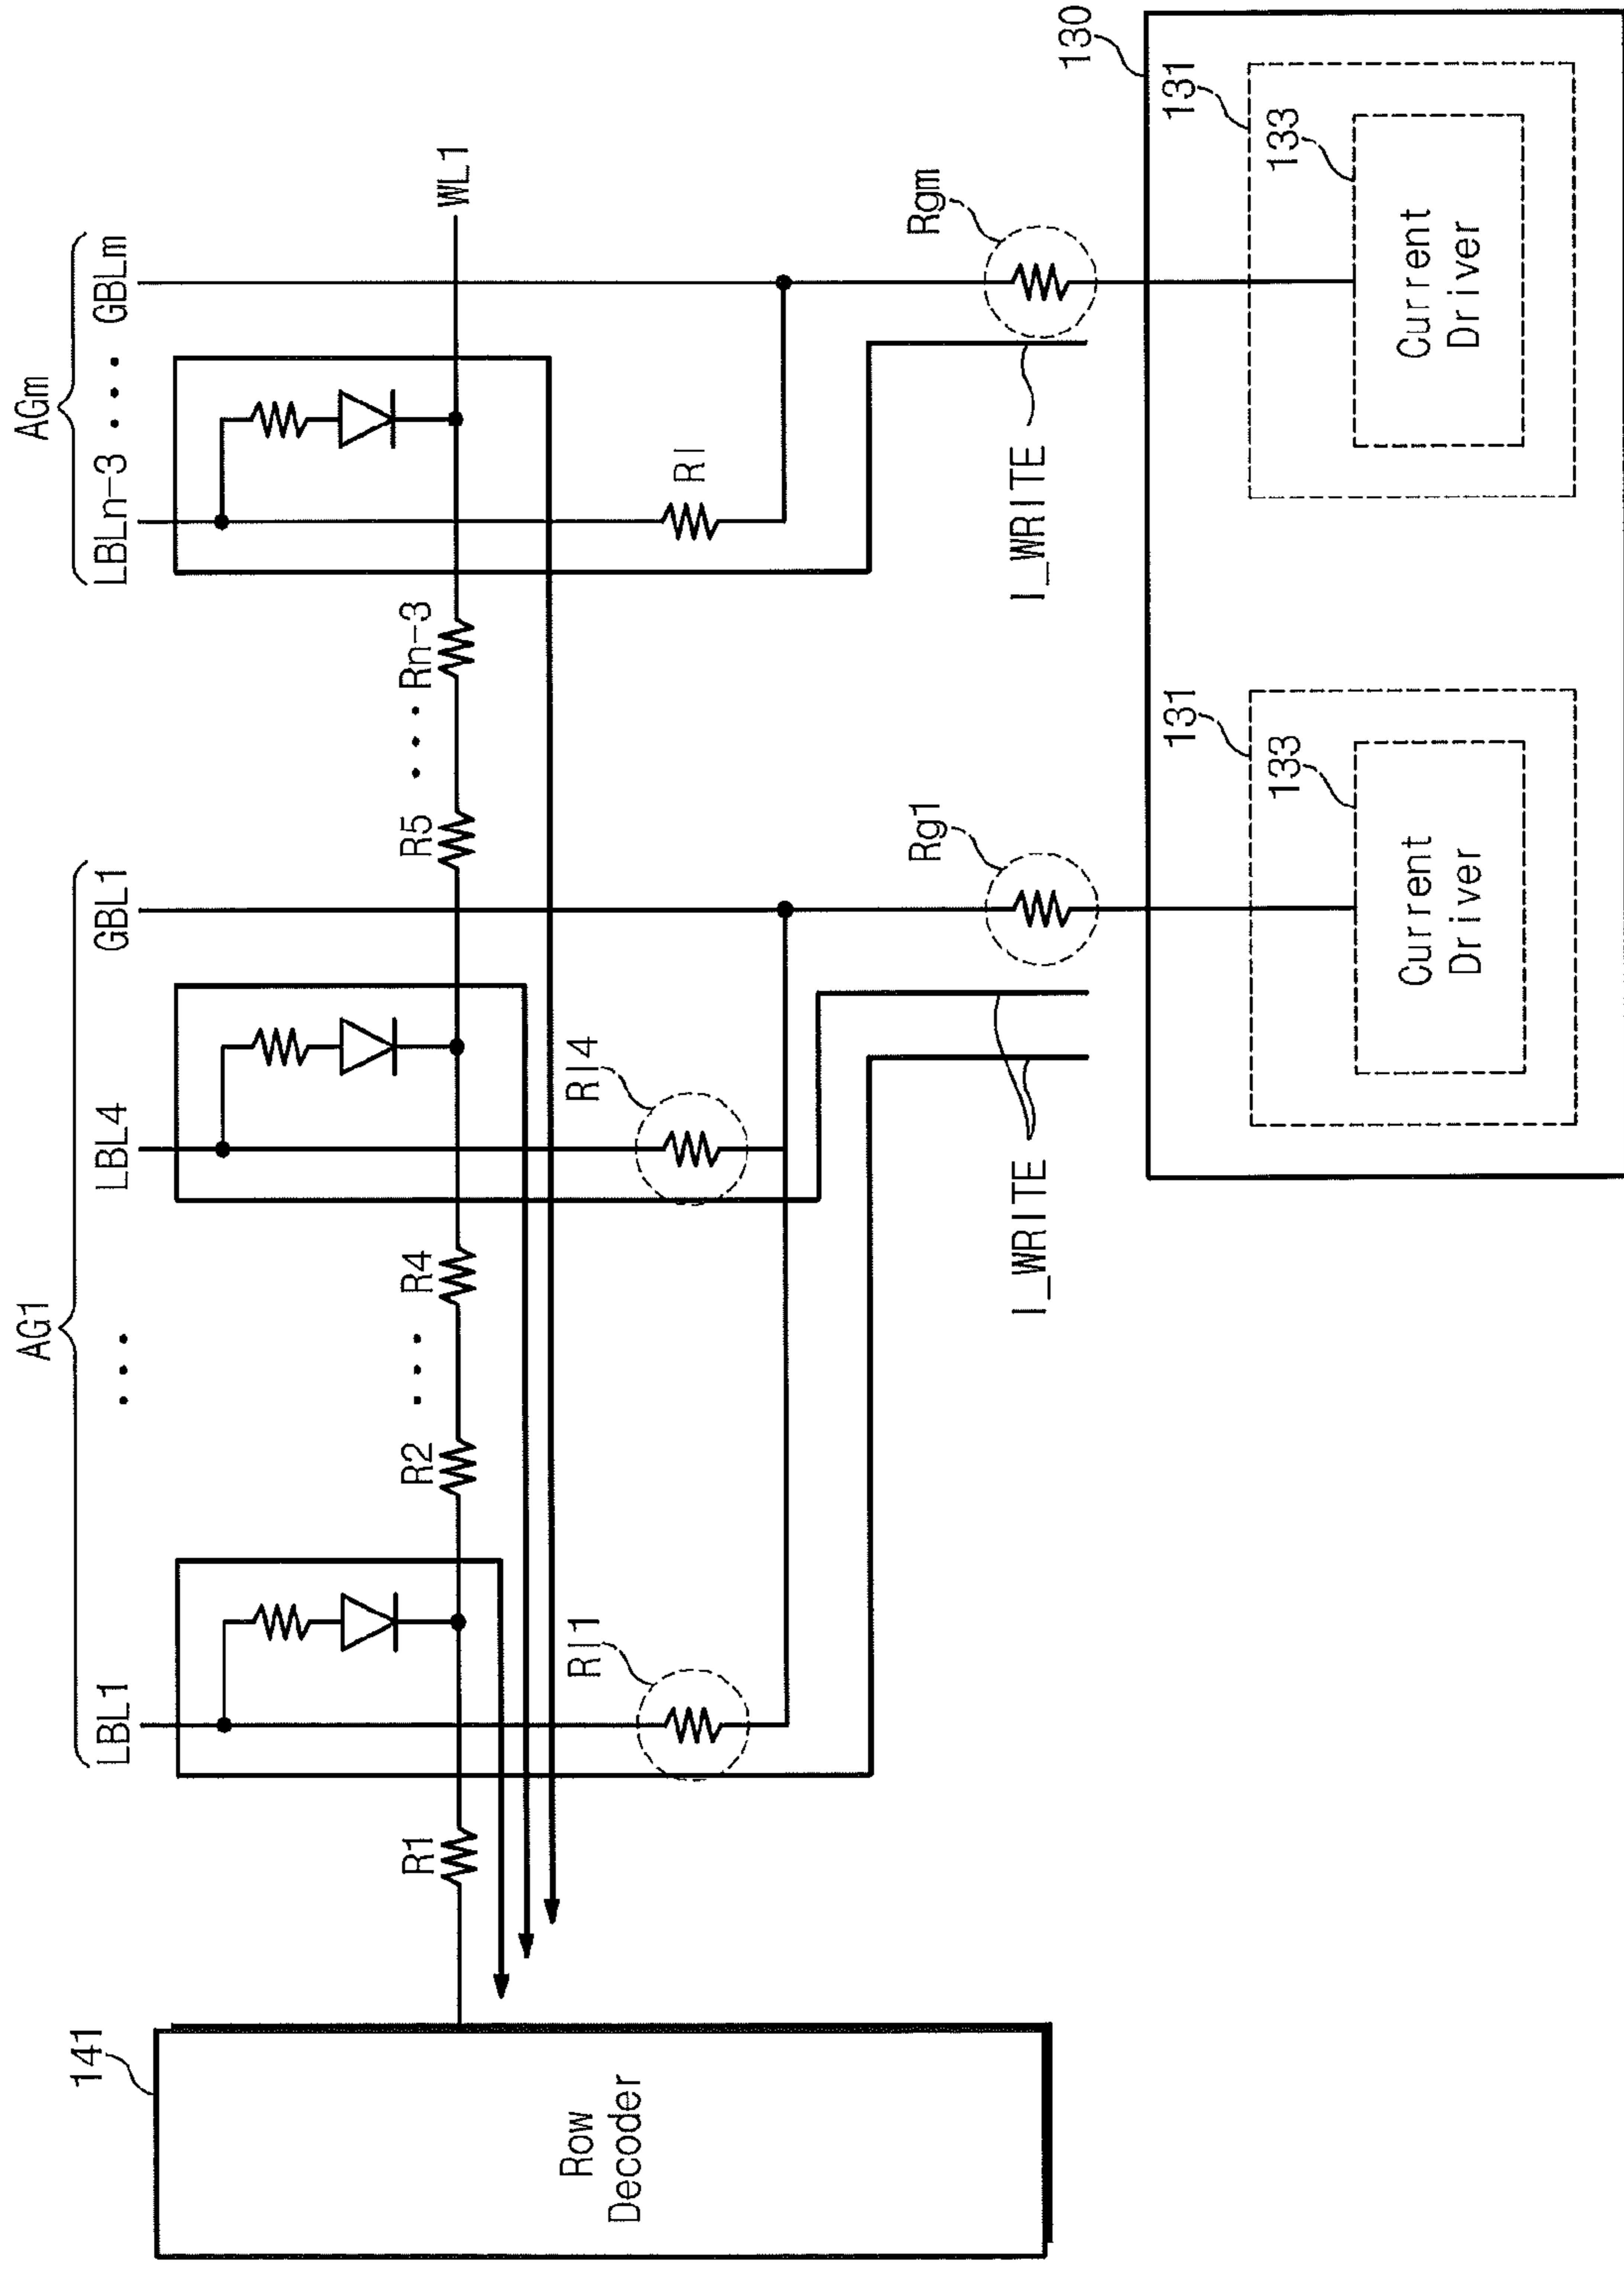 AG1
AGm
LBL1
...
LBL4
GBL1
LBLn-3
...
GBLm
141
R1
R2
...
R4
R5
...
Rn-3
WL1
Row
Decoder
Rl1
Rl4
Rl
Rg1
Rgm
I_WRITE
I_WRITE
130
131
133
Current
Driver
131
133
Current
Driver